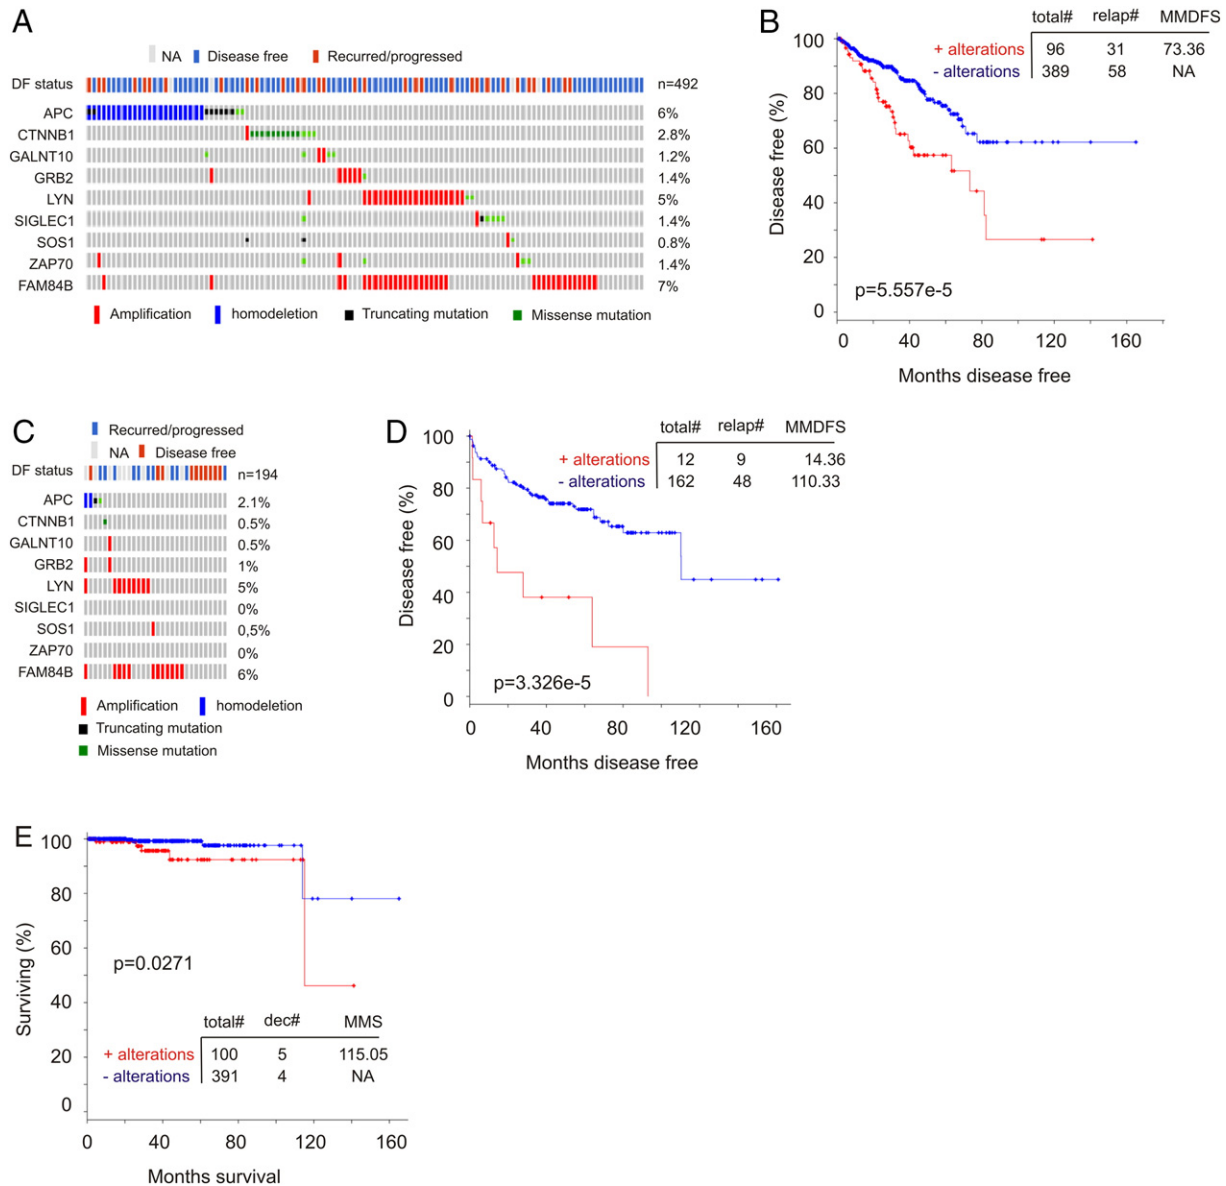 A
NA Disease free Recurred/progressed
DF status n=492
APC 6%
CTNNB1 2.8%
GALNT10 1.2%
GRB2 1.4%
LYN 5%
SIGLEC1 1.4%
SOS1 0.8%
ZAP70 1.4%
FAM84B 7%
Amplification homodeletion Truncating mutation Missense mutation
B
total# relap# MMDFS
+ alterations 96 31 73.36
- alterations 389 58 NA
Disease free (%)
100
80
60
40
20
0
p=5.557e-5
0 40 80 120 160
Months disease free
C
Recurred/progressed
NA Disease free
DF status n=194
APC 2.1%
CTNNB1 0.5%
GALNT10 0.5%
GRB2 1%
LYN 5%
SIGLEC1 0%
SOS1 0,5%
ZAP70 0%
FAM84B 6%
Amplification homodeletion
Truncating mutation
Missense mutation
D
total# relap# MMDFS
+ alterations 12 9 14.36
- alterations 162 48 110.33
Disease free (%)
100
80
60
40
20
0
p=3.326e-5
0 40 80 120 160
Months disease free
E
Surviving (%)
100
80
60
40
20
0
p=0.0271
total# dec# MMS
+ alterations 100 5 115.05
- alterations 391 4 NA
0 40 80 120 160
Months survival